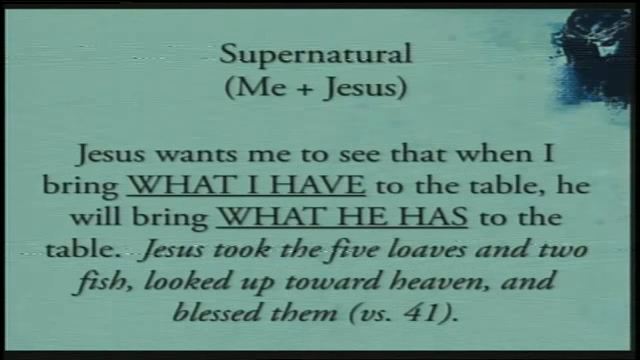 Supernatural
(Me + Jesus)
Jesus wants me to see that when I
bring WHAT I HAVE to the table, he
will bring WHAT HE HAS to the
table. Jesus took the five loaves and two
fish, looked up toward heaven, and
blessed them (vs. 41).